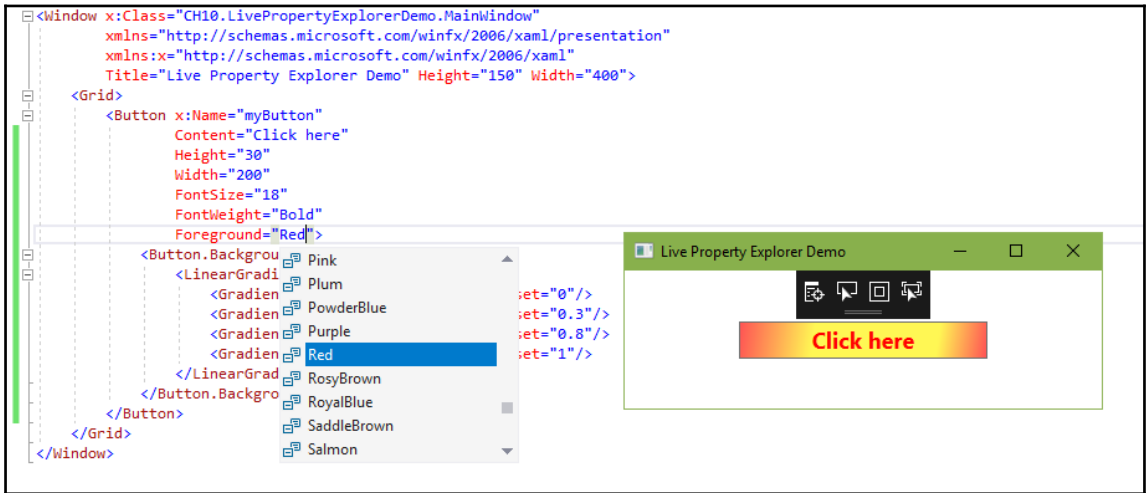 <Window x:Class="CH10.LivePropertyExplorerDemo.MainWindow"
xmlns="http://schemas.microsoft.com/winfx/2006/xaml/presentation"
xmlns:x="http://schemas.microsoft.com/winfx/2006/xaml"
Title="Live Property Explorer Demo" Height="150" Width="400">
<Grid>
<Button x:Name="myButton"
Content="Click here"
Height="30"
Width="200"
FontSize="18"
FontWeight="Bold"
Foreground="Red">
<Button.Backgrou
<LinearGradi
<Gradien set="0"/>
<Gradien set="0.3"/>
<Gradien set="0.8"/>
<Gradien set="1"/>
</LinearGrad
</Button.Backgro
</Button>
</Grid>
</Window>
Pink
Plum
PowderBlue
Purple
Red
RosyBrown
RoyalBlue
SaddleBrown
Salmon
Live Property Explorer Demo
Click here